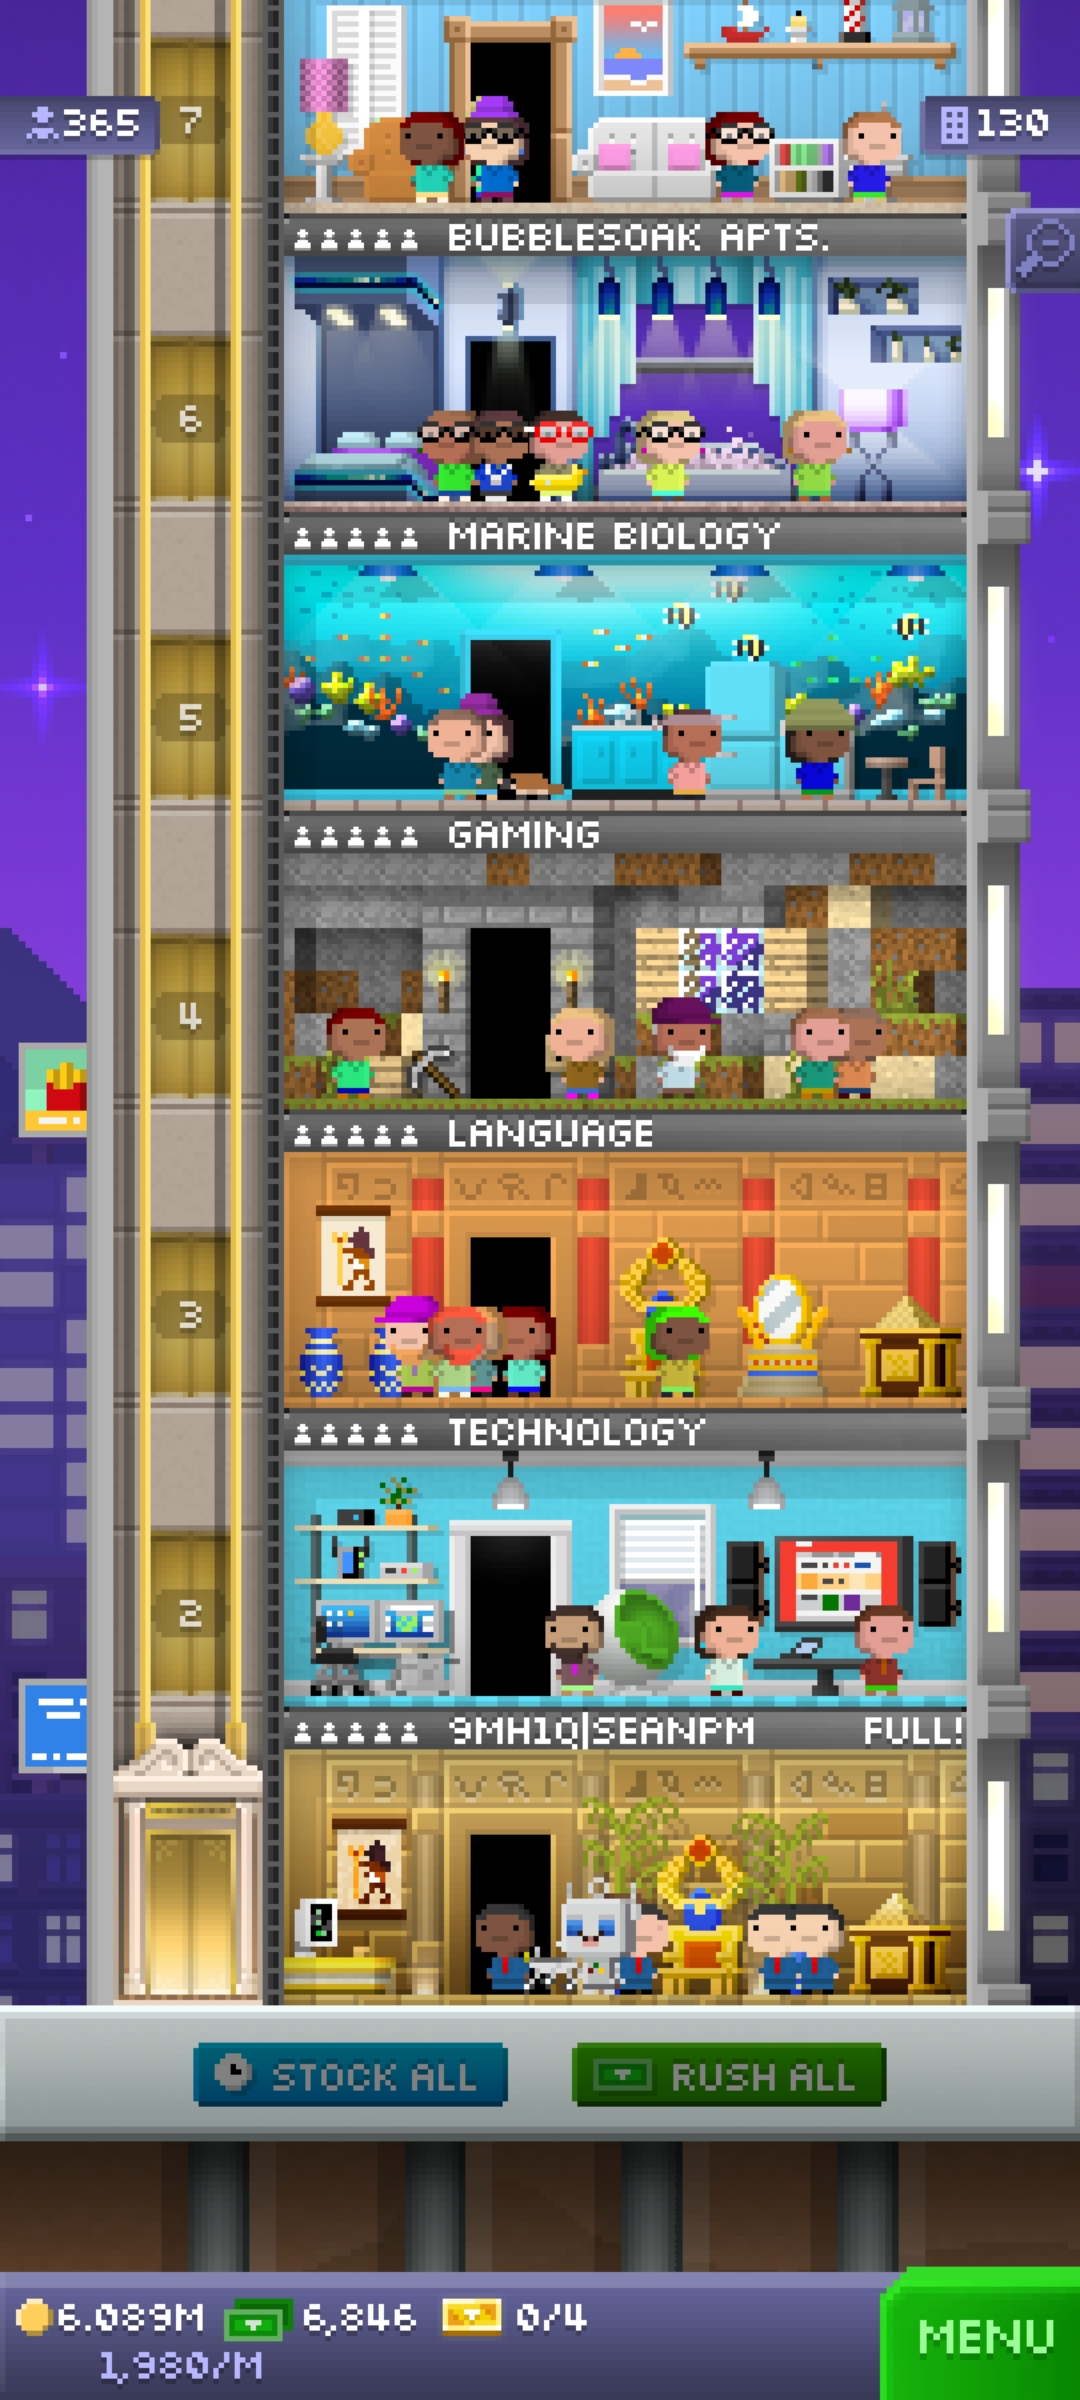 365
7
130
BUBBLESOAK APTS.
6
MARINE BIOLOGY
5
GAMING
4
LANGUAGE
3
TECHNOLOGY
2
9MH1Q|SEANPM FULL!
STOCK ALL RUSH ALL
6.089M 6,846 0/4
1,980/M
MENU